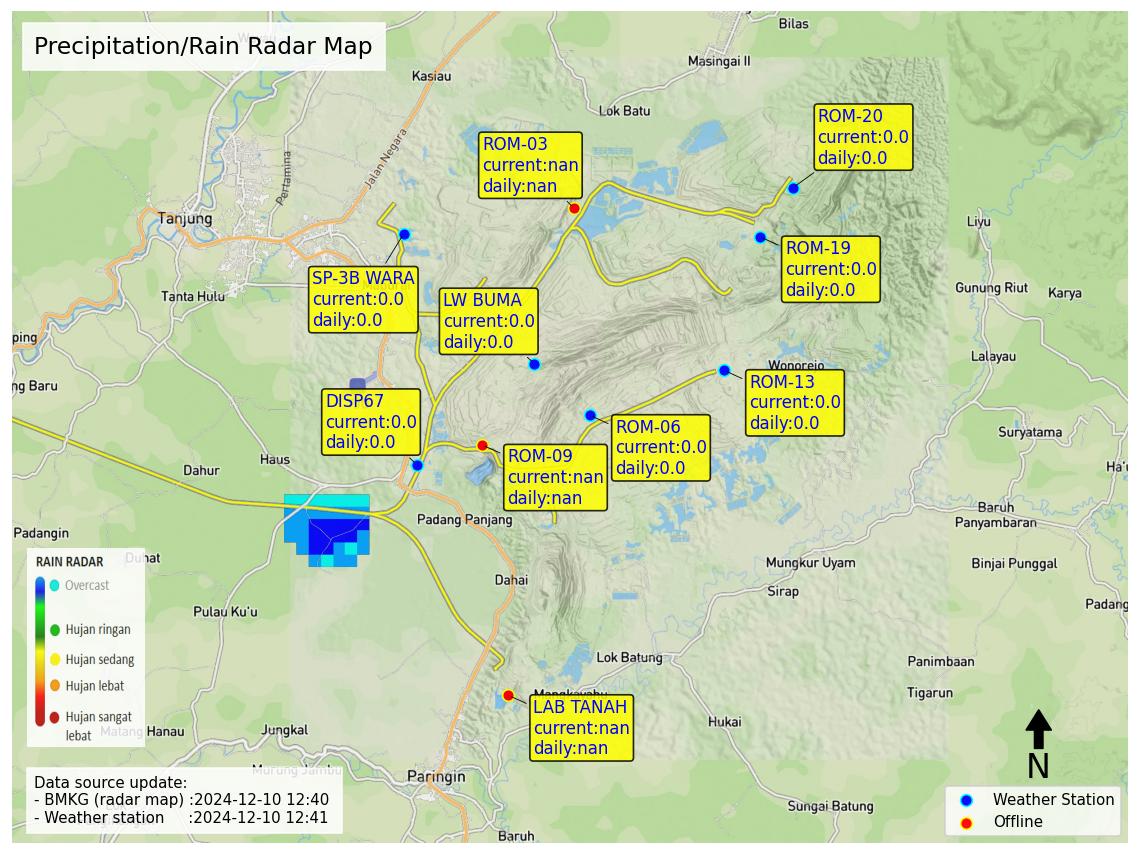 Precipitation/Rain Radar Map
Bilas
Masingai II
Kasiau
Lok Batu
ROM-20
current:0.0
daily:0.0
ROM-03
current:nan
daily:nan
Jalan Negara
Pertamina
Tanjung
Liyu
ROM-19
current:0.0
daily:0.0
SP-3B WARA
current:0.0
daily:0.0
LW BUMA
current:0.0
daily:0.0
Tanta Hulu
Gunung Riut
Karya
ping
Lalayau
Wonorejo
ng Baru
ROM-13
current:0.0
daily:0.0
DISP67
current:0.0
daily:0.0
ROM-06
current:0.0
daily:0.0
Suryatama
ROM-09
current:nan
daily:nan
Haus
Dahur
Ha'u
Baruh
Panyambaran
Padang Panjang
Padangin
Duhat
Mungkur Uyam
Binjai Punggal
RAIN RADAR
Overcast
Hujan ringan
Hujan sedang
Hujan lebat
Hujan sangat
lebat
Dahai
Sirap
Pulau Ku'u
Padang
Lok Batung
Panimbaan
Mangkayahu
Tigarun
LAB TANAH
current:nan
daily:nan
Hukai
Matang Hanau
Jungkal
Murung Jambu
Paringin
N
Data source update:
- BMKG (radar map) :2024-12-10 12:40
- Weather station :2024-12-10 12:41
Sungai Batung
Baruh
Weather Station
Offline